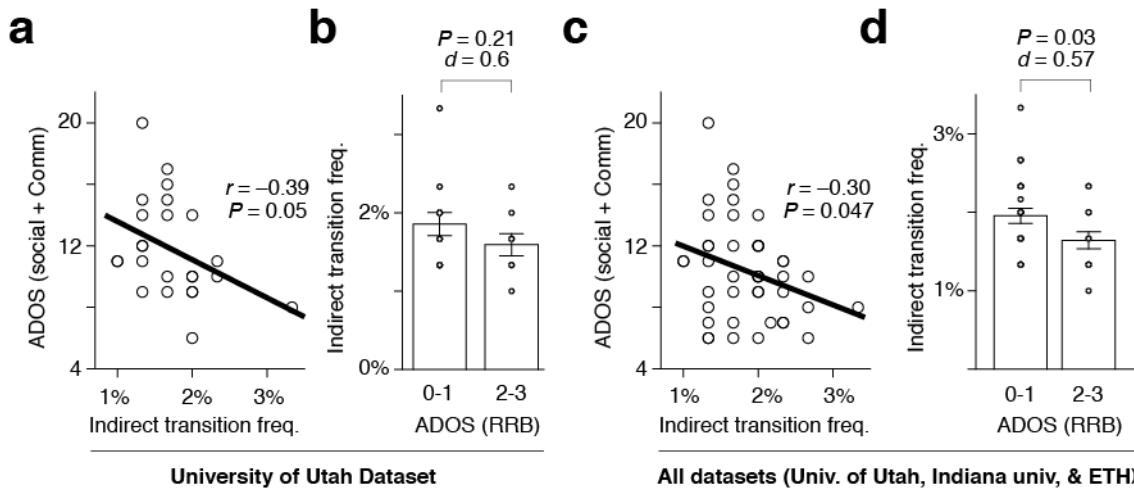 a
ADOS (social + Comm)
20
12
4
r = –0.39
P = 0.05
1% 2% 3%
Indirect transition freq.
b
P = 0.21
d = 0.6
Indirect transition freq.
2%
0%
0-1 2-3
ADOS (RRB)
University of Utah Dataset
c
ADOS (social + Comm)
20
12
4
r = –0.30
P = 0.047
1% 2% 3%
Indirect transition freq.
d
P = 0.03
d = 0.57
Indirect transition freq.
3%
1%
0-1 2-3
ADOS (RRB)
All datasets (Univ. of Utah, Indiana univ, & ETH)